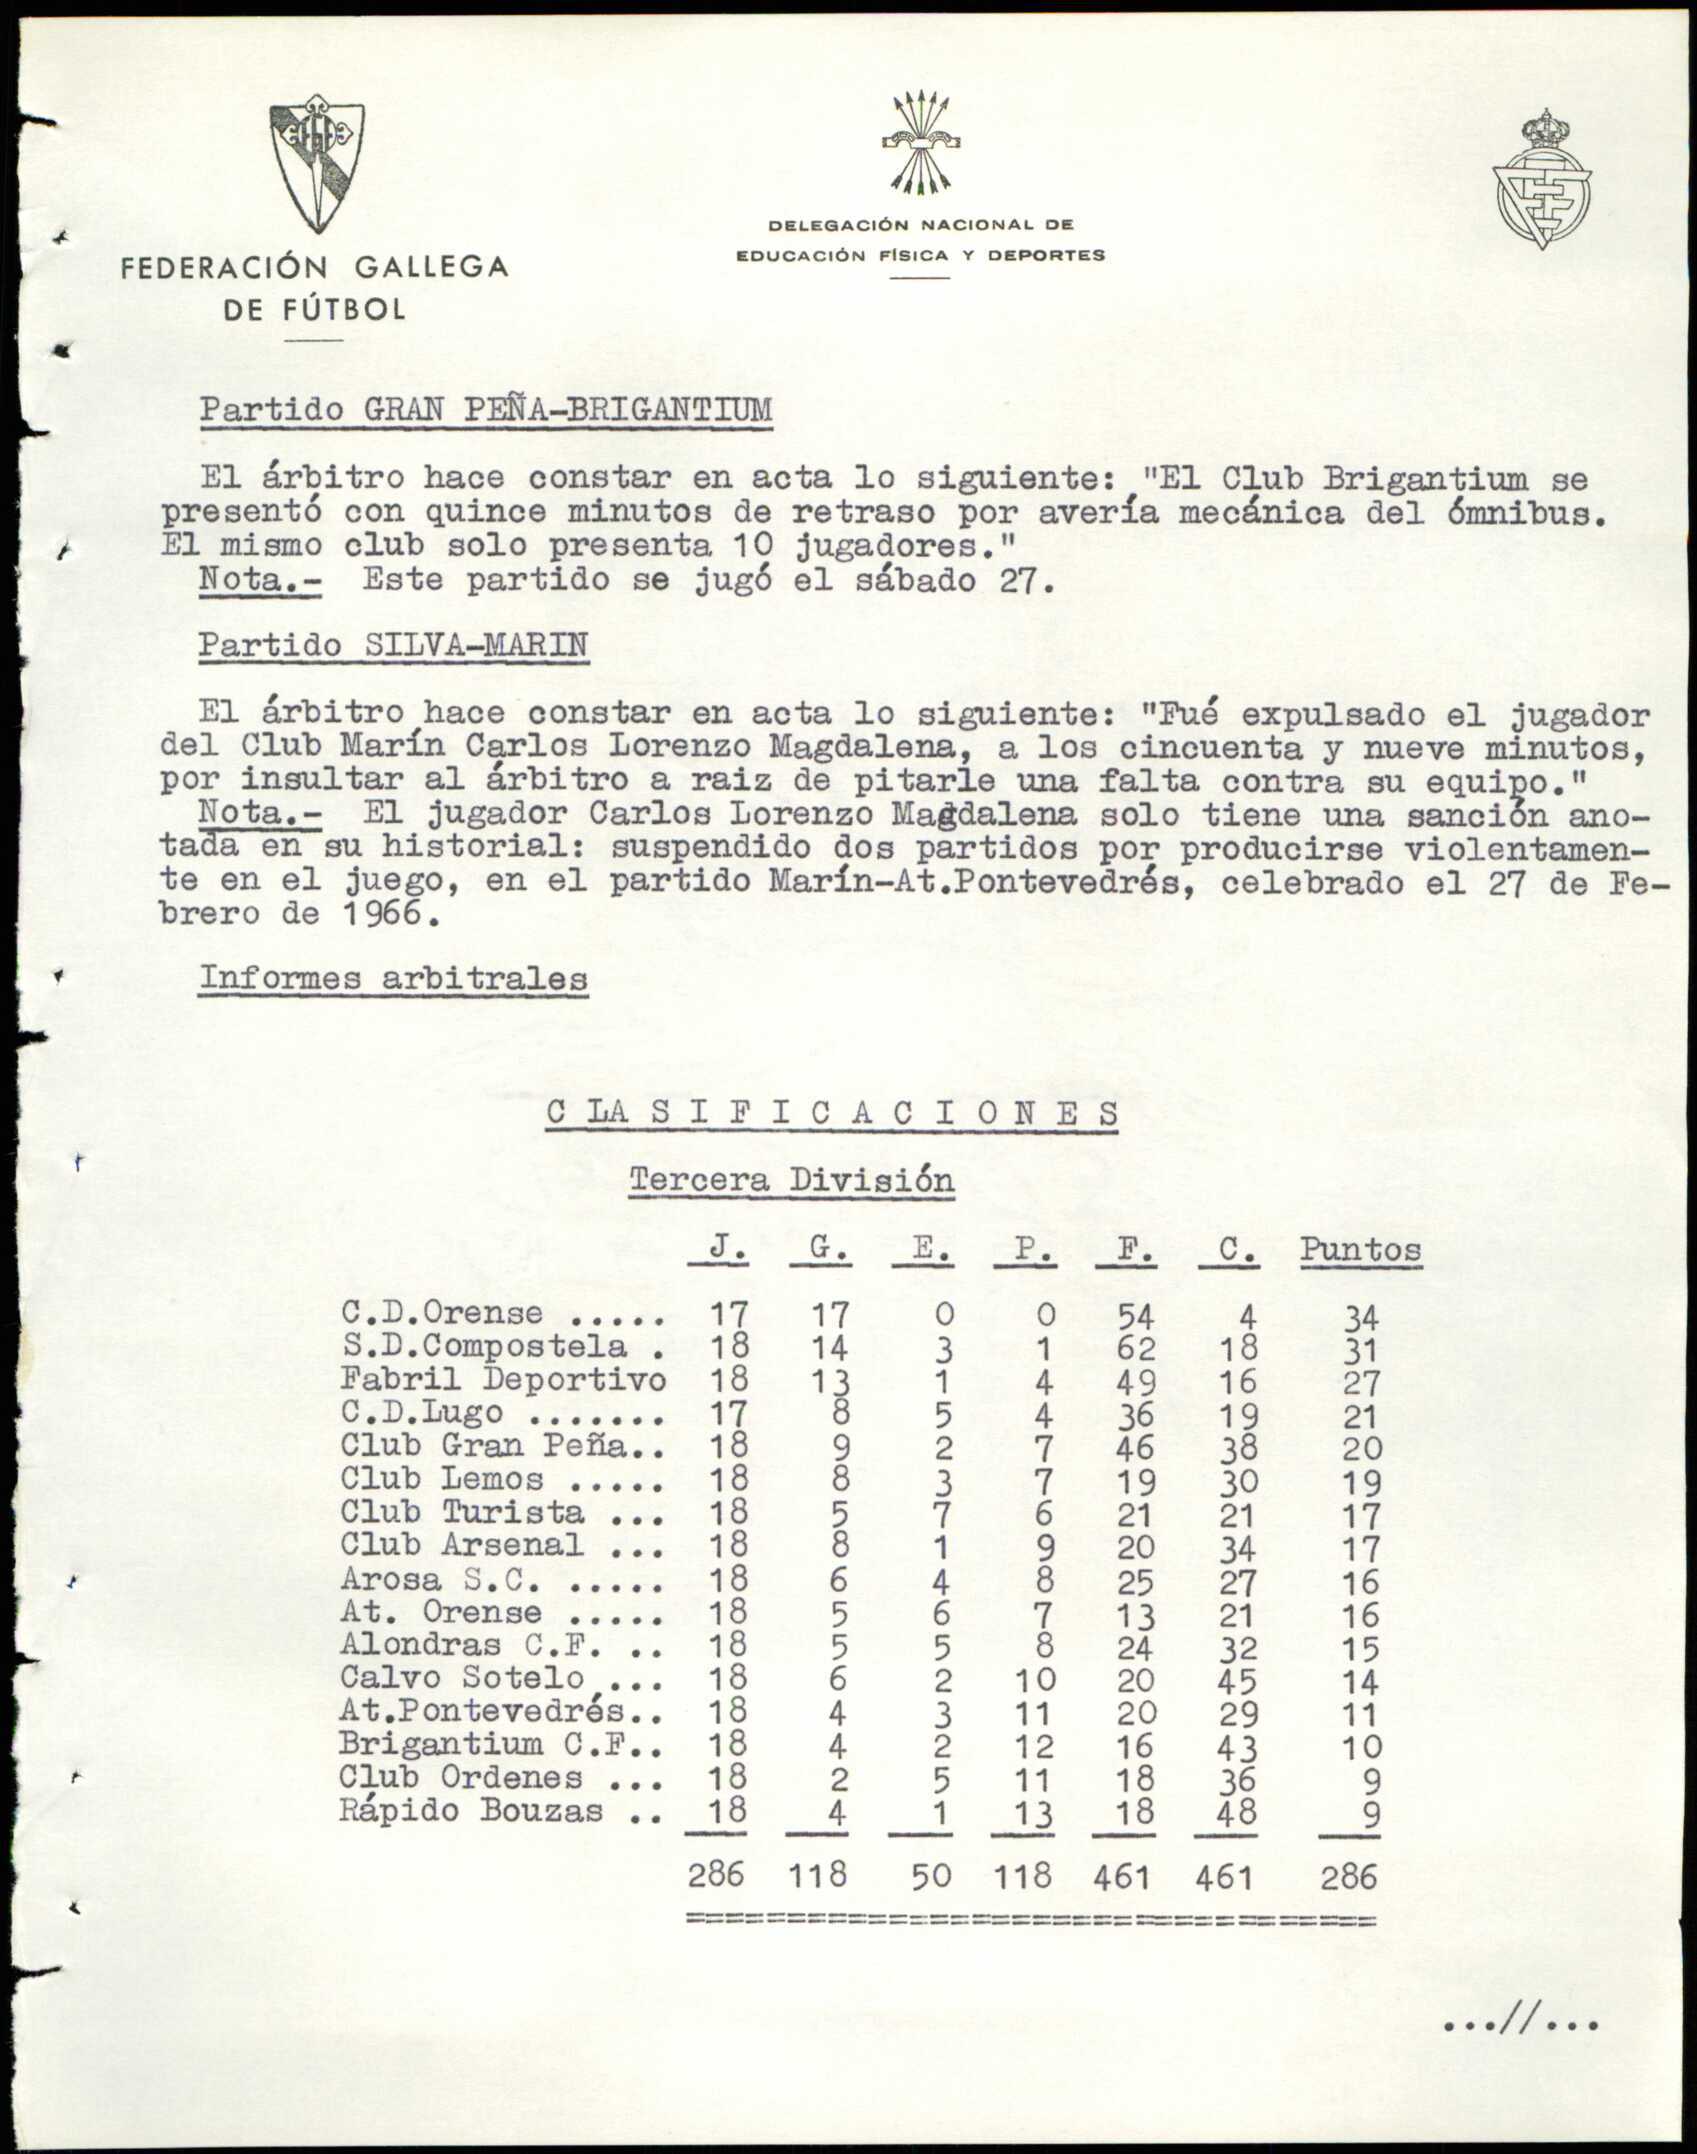 FEDERACIÓN GALLEGA
DE FÚTBOL
DELEGACIÓN NACIONAL DE
EDUCACIÓN FÍSICA Y DEPORTES
Partido GRAN PEÑA-BRIGANTIUM
El árbitro hace constar en acta lo siguiente: "El Club Brigantium se
presentó con quince minutos de retraso por avería mecánica del ómnibus.
El mismo club solo presenta 10 jugadores."
Nota.- Este partido se jugó el sábado 27.
Partido SILVA-MARIN
El árbitro hace constar en acta lo siguiente: "Fué expulsado el jugador
del Club Marín Carlos Lorenzo Magdalena, a los cincuenta y nueve minutos,
por insultar al árbitro a raiz de pitarle una falta contra su equipo."
Nota.- El jugador Carlos Lorenzo Magdalena solo tiene una sanción ano-
tada en su historial: suspendido dos partidos por producirse violentamen-
te en el juego, en el partido Marín-At.Pontevedrés, celebrado el 27 de Fe-
brero de 1966.
Informes arbitrales
C LA S I F I C A C I O N E S
Tercera División
J. G. E. P. F. C. Puntos
C.D.Orense ..... 17 17 0 0 54 4 34
S.D.Compostela . 18 14 3 1 62 18 31
Fabril Deportivo 18 13 1 4 49 16 27
C.D.Lugo ....... 17 8 5 4 36 19 21
Club Gran Peña.. 18 9 2 7 46 38 20
Club Lemos ..... 18 8 3 7 19 30 19
Club Turista ... 18 5 7 6 21 21 17
Club Arsenal ... 18 8 1 9 20 34 17
Arosa S.C. ..... 18 6 4 8 25 27 16
At. Orense ..... 18 5 6 7 13 21 16
Alondras C.F. .. 18 5 5 8 24 32 15
Calvo Sotelo ... 18 6 2 10 20 45 14
At.Pontevedrés.. 18 4 3 11 20 29 11
Brigantium C.F.. 18 4 2 12 16 43 10
Club Ordenes ... 18 2 5 11 18 36 9
Rápido Bouzas .. 18 4 1 13 18 48 9
286 118 50 118 461 461 286
==================================
...//...